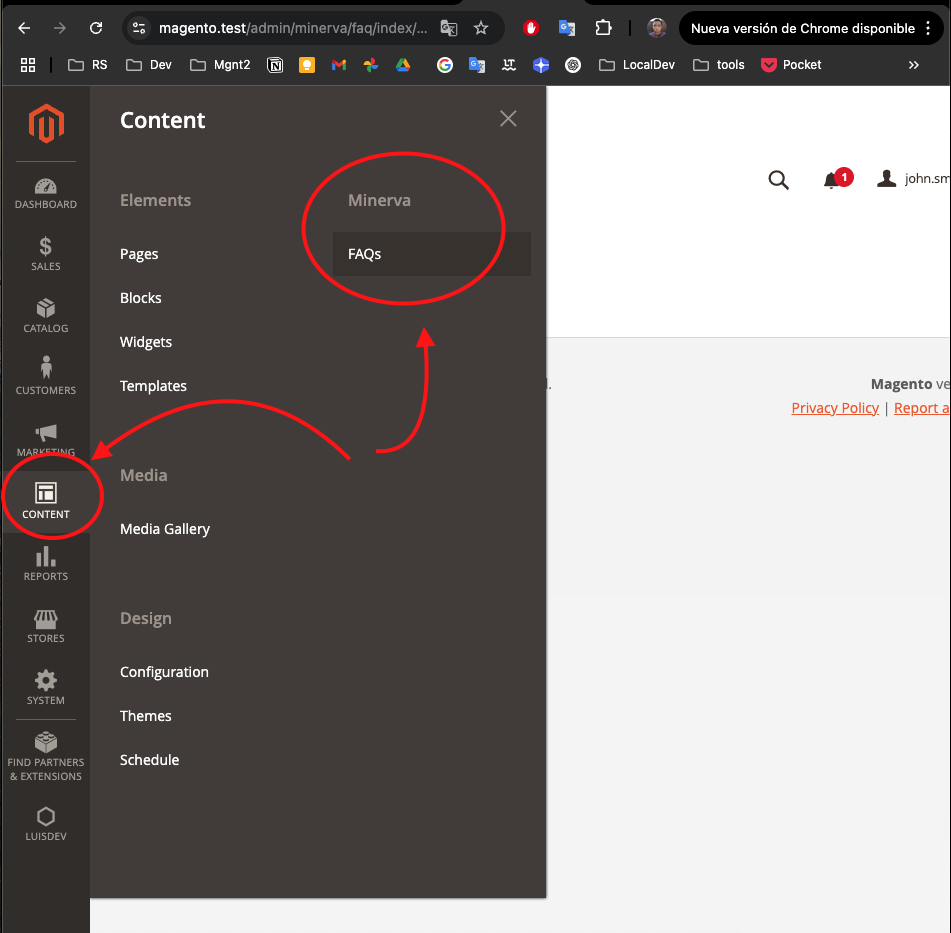 magento.test/admin/minerva/faq/index/...
Nueva versión de Chrome disponible
RS
Dev
Mgnt2
LocalDev
tools
Pocket
Content
Elements
Pages
Blocks
Widgets
Templates
Media
Media Gallery
Design
Configuration
Themes
Schedule
Minerva
FAQs
DASHBOARD
SALES
CATALOG
CUSTOMERS
MARKETING
CONTENT
REPORTS
STORES
SYSTEM
FIND PARTNERS
& EXTENSIONS
LUISDEV
1
john.sm
Magento ve
Privacy Policy | Report a